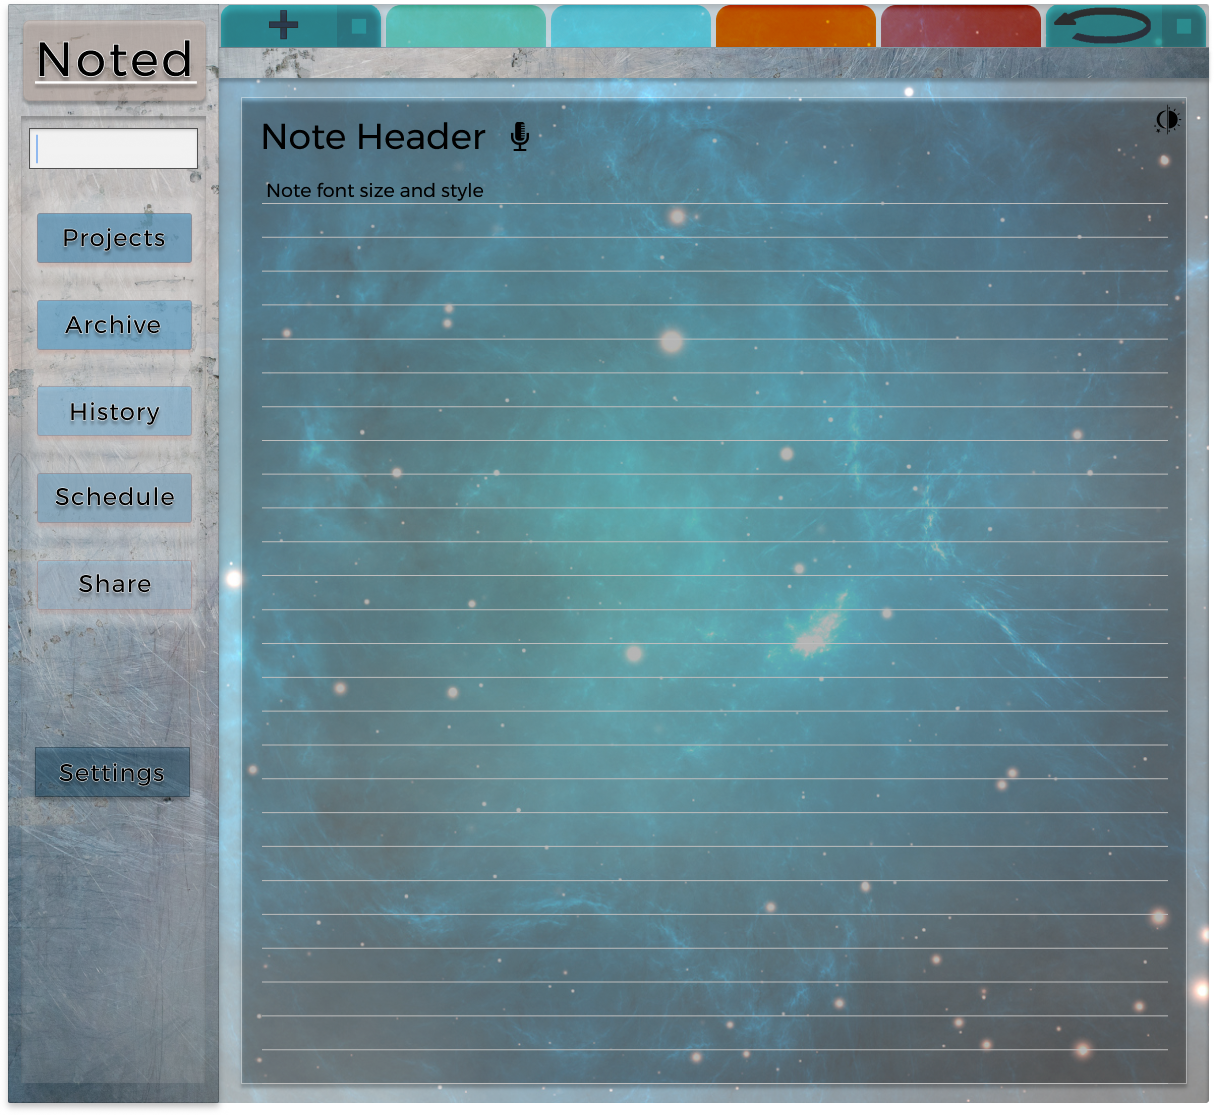 Noted
Note Header
Note font size and style
Projects
Archive
History
Schedule
Share
Settings